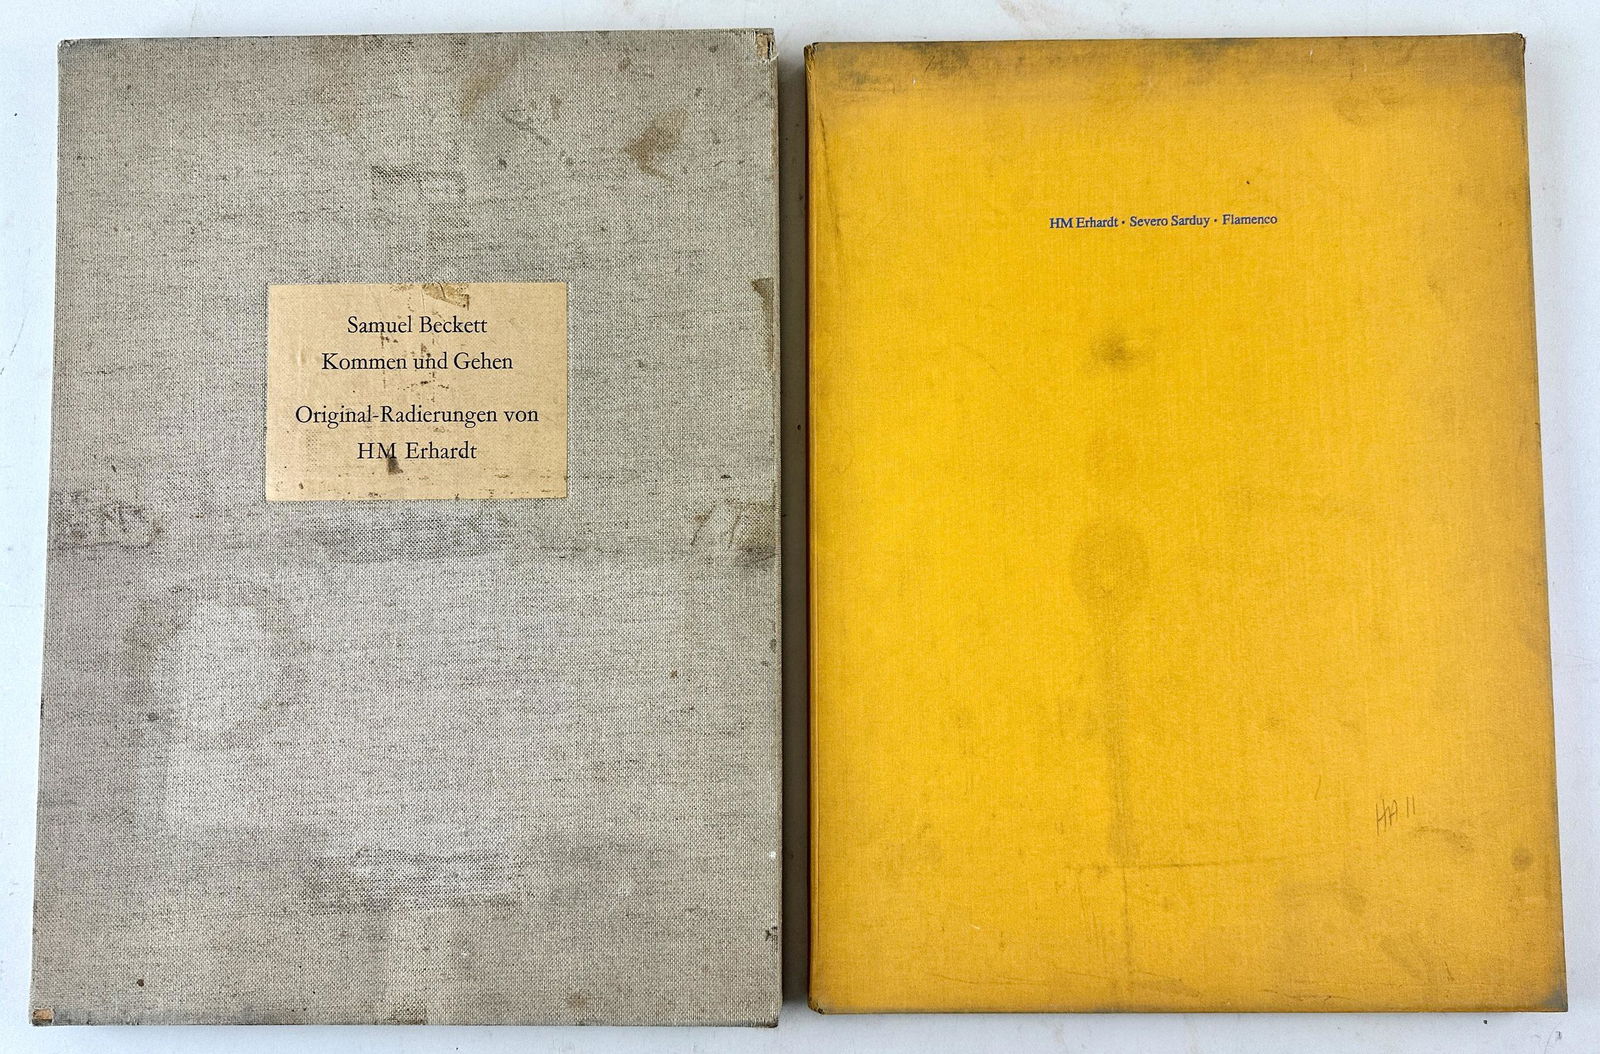 Samuel Beckett
Kommen und Gehen
Original-Radierungen von
HM Erhardt
HM Erhardt · Severo Sarduy · Flamenco